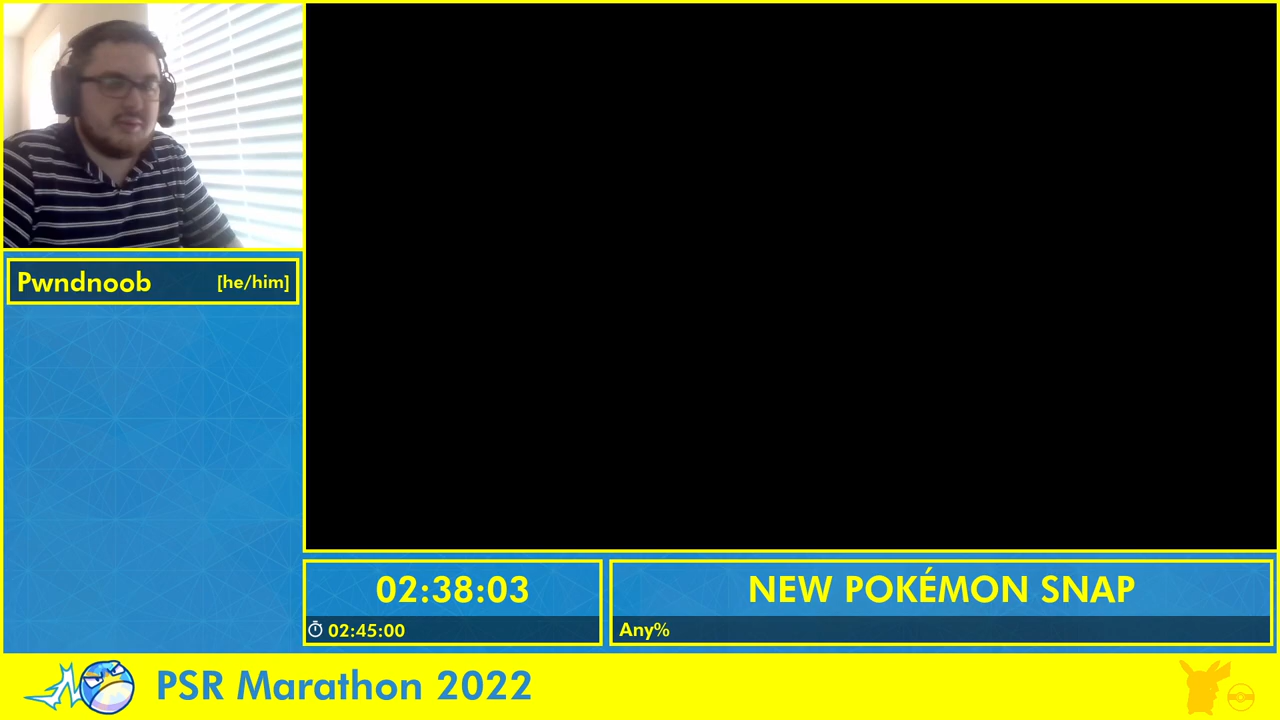 Pwndnoob [he/him]
02:38:03
02:45:00
NEW POKÉMON SNAP
Any%
PSR Marathon 2022